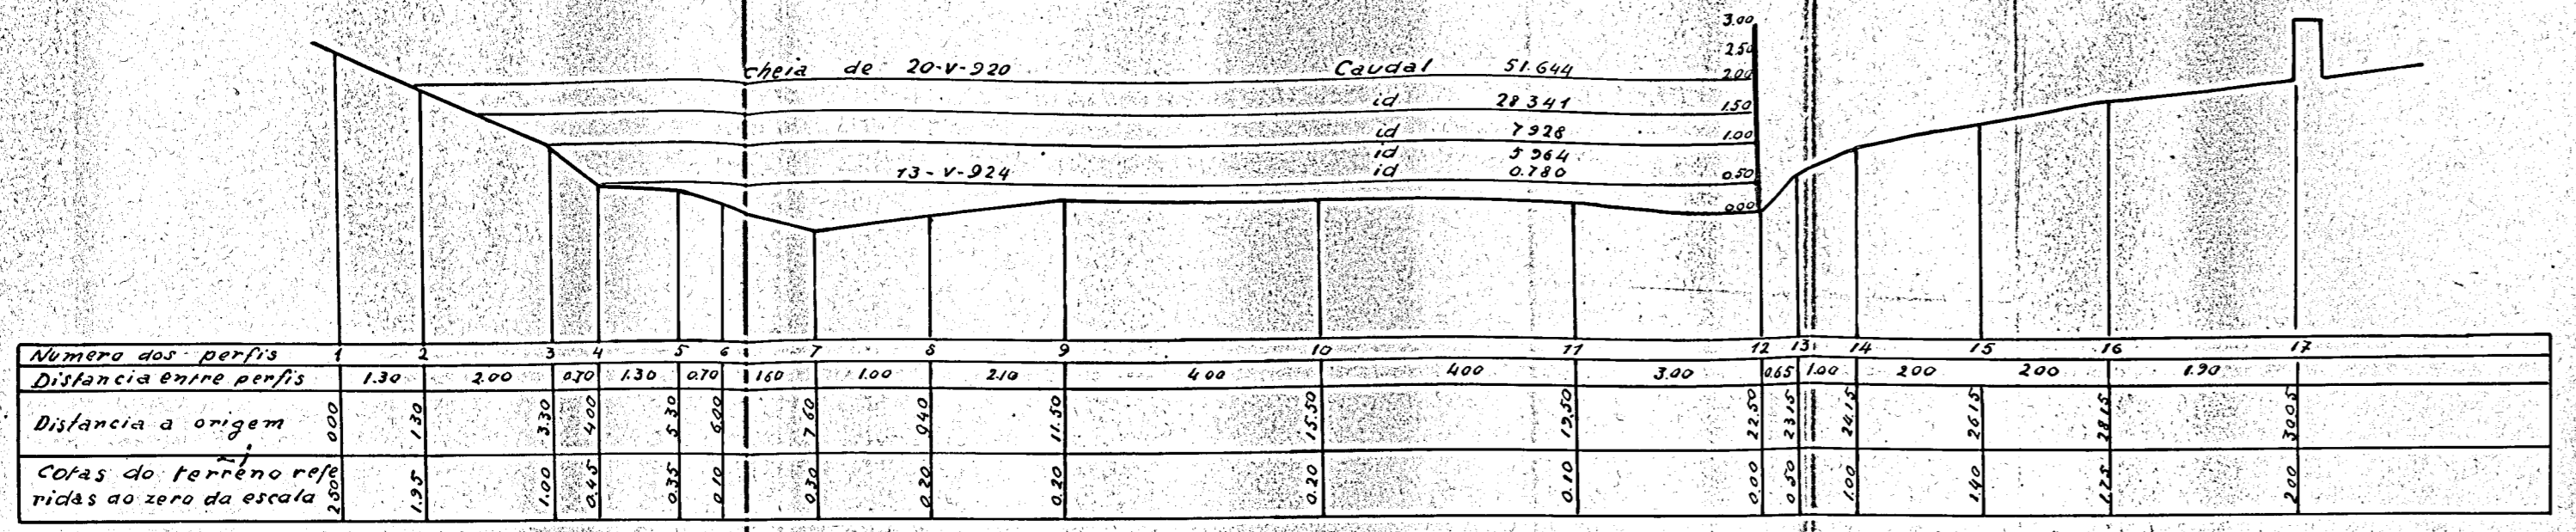 3.00
2.50
cheia de 20-V-920 Caudal 51.644 2.00
id 28 341 1.50
id 7 928 1.00
id 5 964
13-V-924 id 0.780 0.50
0.00
Numero dos perfis 1 2 3 4 5 6 7 8 9 10 11 12 13 14 15 16 17
Distancia entre perfis 1.30 2.00 0.70 1.30 0.70 1 60 1.00 2.10 4 00 4 00 3.00 0.65 1.00 2 00 2 00 1.90
Distancia a origem 0 00 1.30 3.30 4 00 5 30 6.00 7 60 9 40 11.50 15.50 19.50 22.50 23 15 24.15 26 15 28 15 30 05
Cotas do terreno refe
ridas ao zero da escala 2 50 1.95 1.00 0.45 0.35 0 10 0.30 0.20 0.20 0.20 0.10 0.00 0 50 1.00 1.40 1.75 2 00